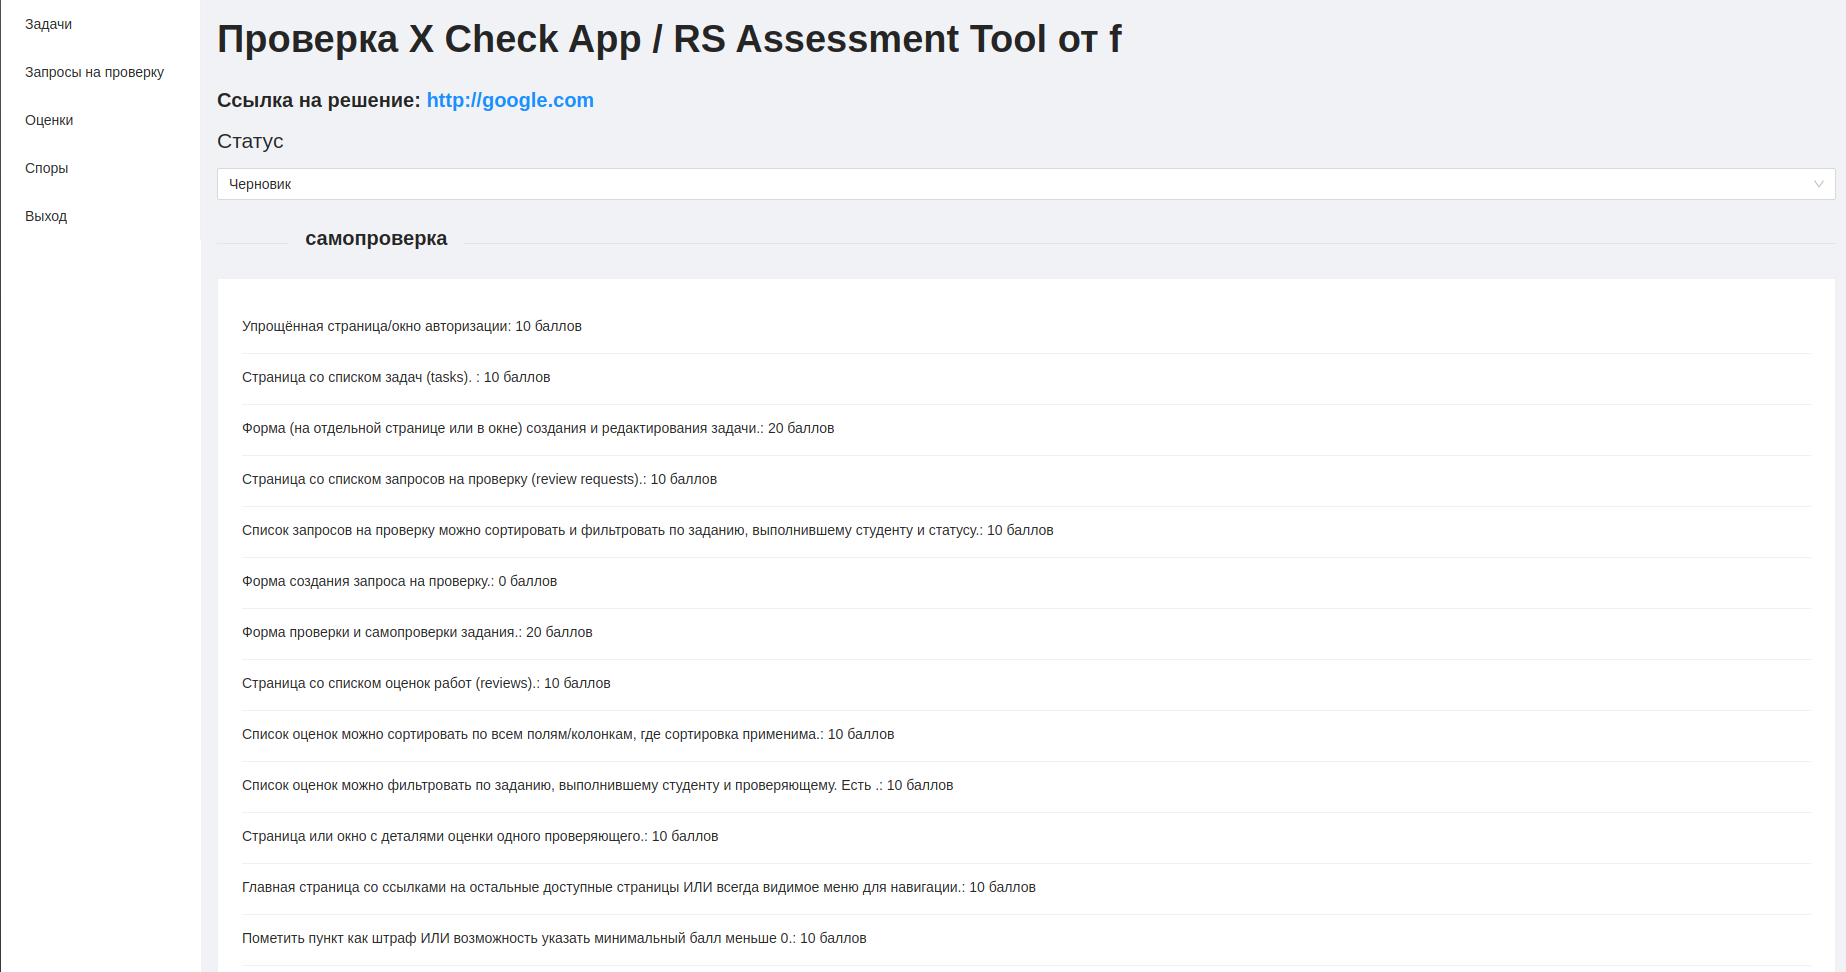 Задачи
Запросы на проверку
Оценки
Споры
Выход
Проверка X Check App / RS Assessment Tool от f
Ссылка на решение: http://google.com
Статус
Черновик
самопроверка
Упрощённая страница/окно авторизации: 10 баллов
Страница со списком задач (tasks). : 10 баллов
Форма (на отдельной странице или в окне) создания и редактирования задачи.: 20 баллов
Страница со списком запросов на проверку (review requests).: 10 баллов
Список запросов на проверку можно сортировать и фильтровать по заданию, выполнившему студенту и статусу.: 10 баллов
Форма создания запроса на проверку.: 0 баллов
Форма проверки и самопроверки задания.: 20 баллов
Страница со списком оценок работ (reviews).: 10 баллов
Список оценок можно сортировать по всем полям/колонкам, где сортировка применима.: 10 баллов
Список оценок можно фильтровать по заданию, выполнившему студенту и проверяющему. Есть .: 10 баллов
Страница или окно с деталями оценки одного проверяющего.: 10 баллов
Главная страница со ссылками на остальные доступные страницы ИЛИ всегда видимое меню для навигации.: 10 баллов
Пометить пункт как штраф ИЛИ возможность указать минимальный балл меньше 0.: 10 баллов